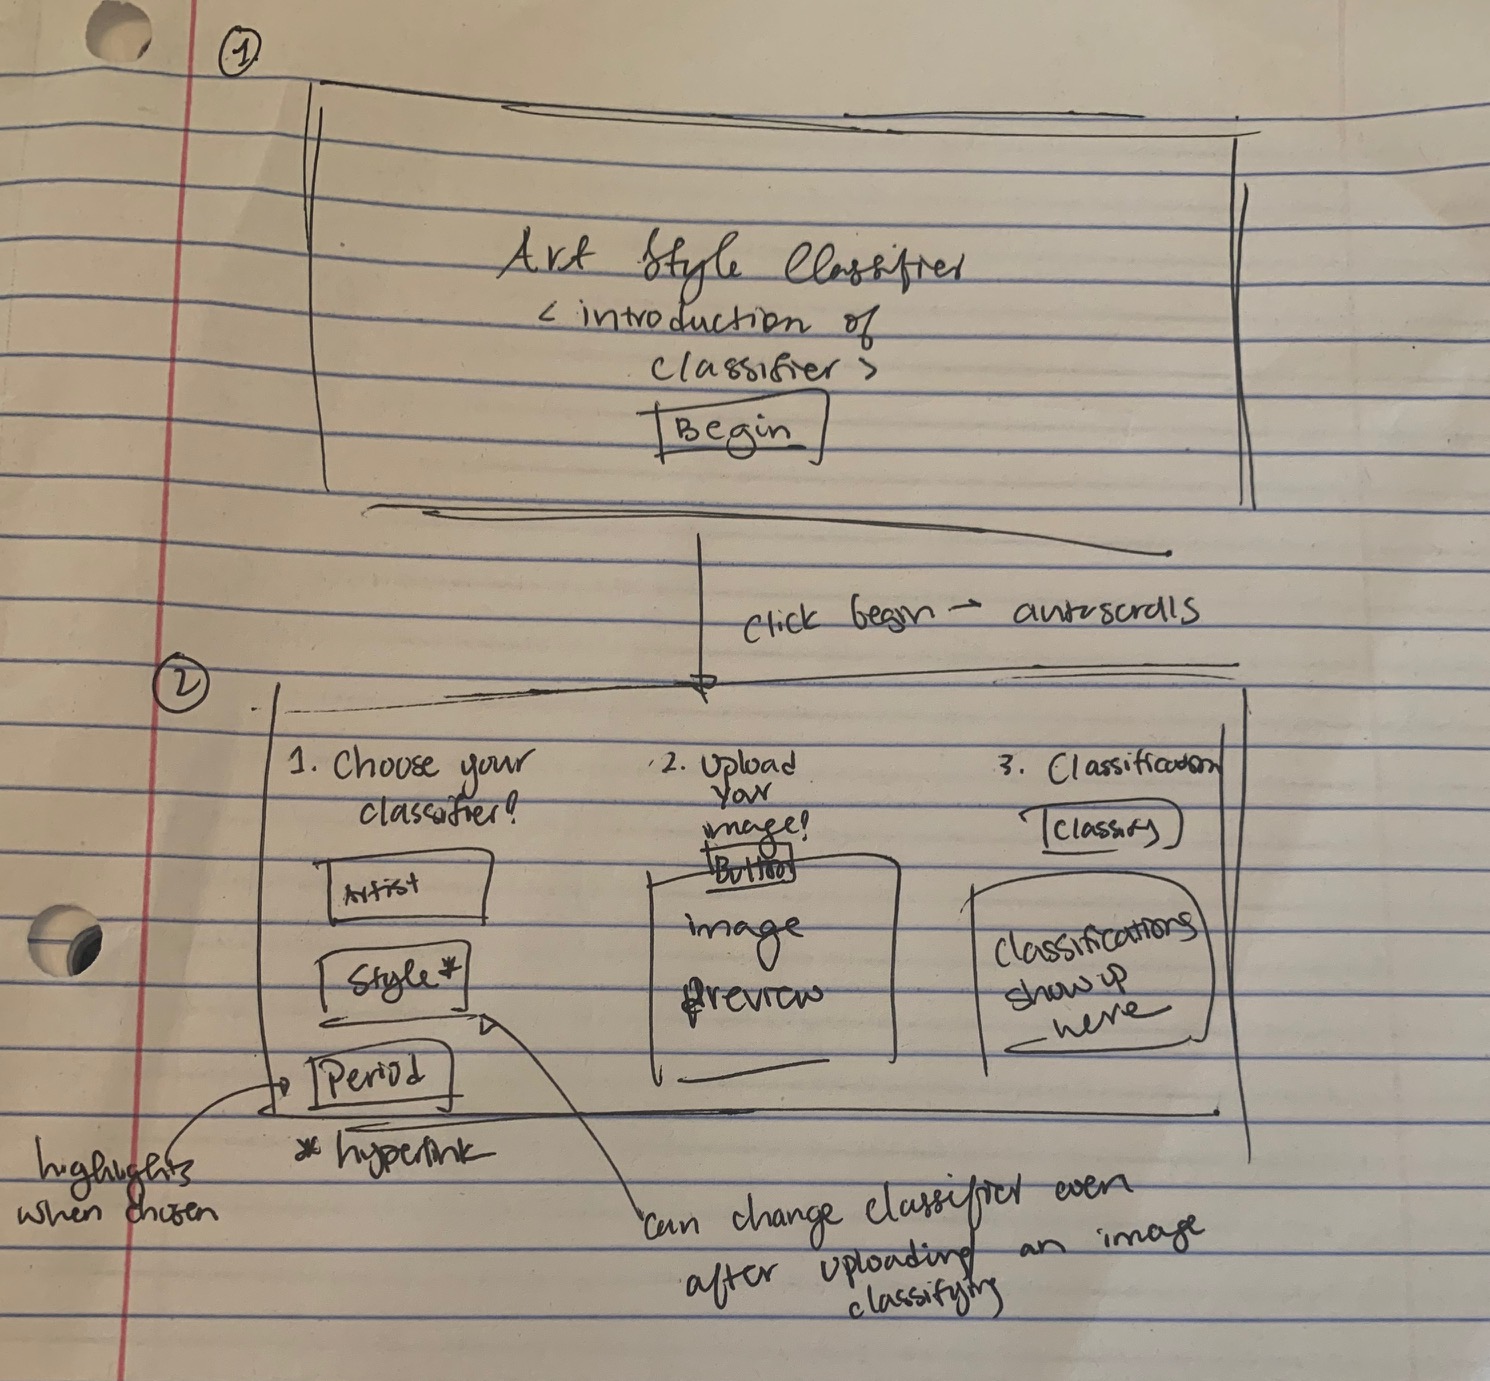 1
Art Style Classifier
< introduction of
classifier >
Begin
click begin → autoscrolls
2
1. Choose your
classifier!
Artist
Style*
Period
* hyperlink
highlights
when chosen
2. Upload
your
image!
Button
image
preview
3. Classification
Classify
Classifications
show up
here
can change classifier even
after uploading an image
classifying